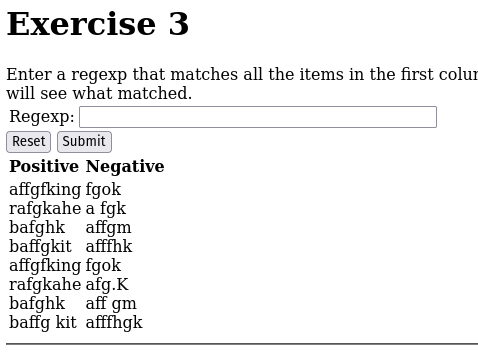 Exercise 3
Enter a regexp that matches all the items in the first
will see what matched.
Regexp:
Reset Submit
Positive Negative
affgfking fgok
rafgkahe a fgk
bafghk affgm
baffgkit afffhk
affgfking fgok
rafgkahe afg.K
bafghk aff gm
baffg kit afffhgk